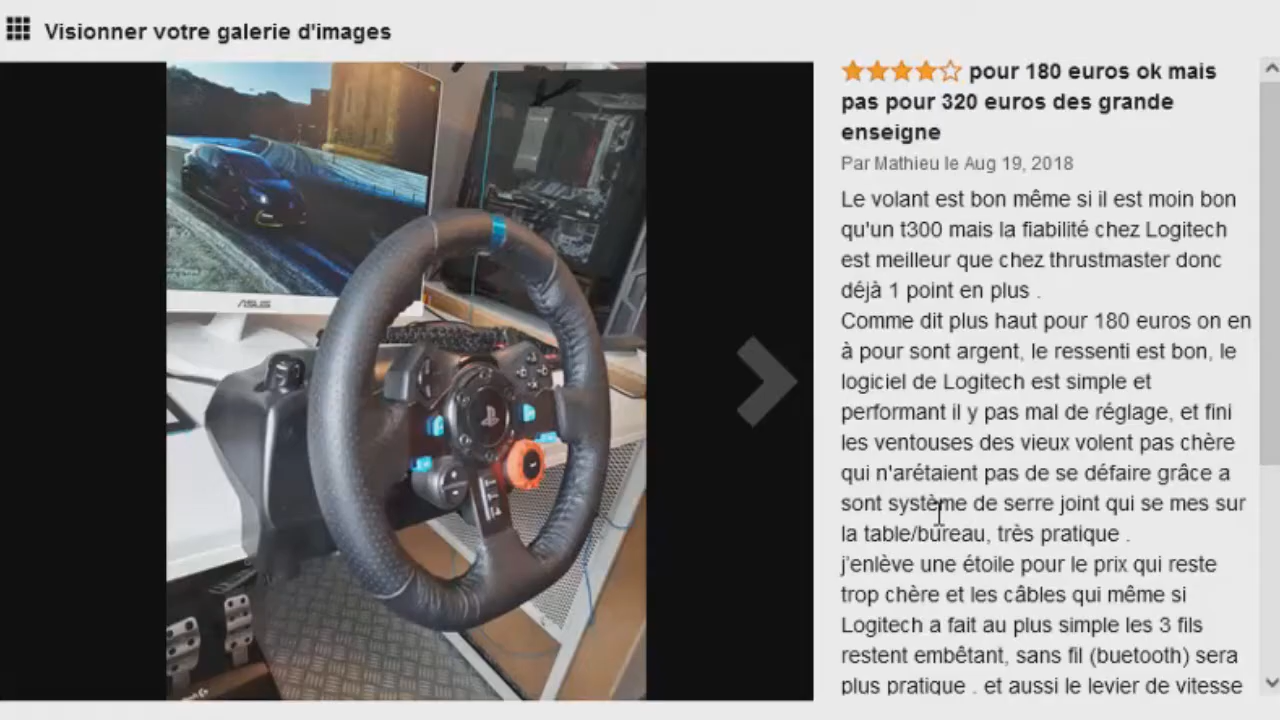 Visionner votre galerie d'images
pour 180 euros ok mais
pas pour 320 euros des grande
enseigne
Par Mathieu le Aug 19, 2018
Le volant est bon même si il est moin bon
qu'un t300 mais la fiabilité chez Logitech
est meilleur que chez thrustmaster donc
déjà 1 point en plus .
Comme dit plus haut pour 180 euros on en
à pour sont argent, le ressenti est bon, le
logiciel de Logitech est simple et
performant il y pas mal de réglage, et fini
les ventouses des vieux volent pas chère
qui n'arétaient pas de se défaire grâce a
sont système de serre joint qui se mes sur
la table/bureau, très pratique .
j'enlève une étoile pour le prix qui reste
trop chère et les câbles qui même si
Logitech a fait au plus simple les 3 fils
restent embêtant, sans fil (buetooth) sera
plus pratique . et aussi le levier de vitesse
ASUS